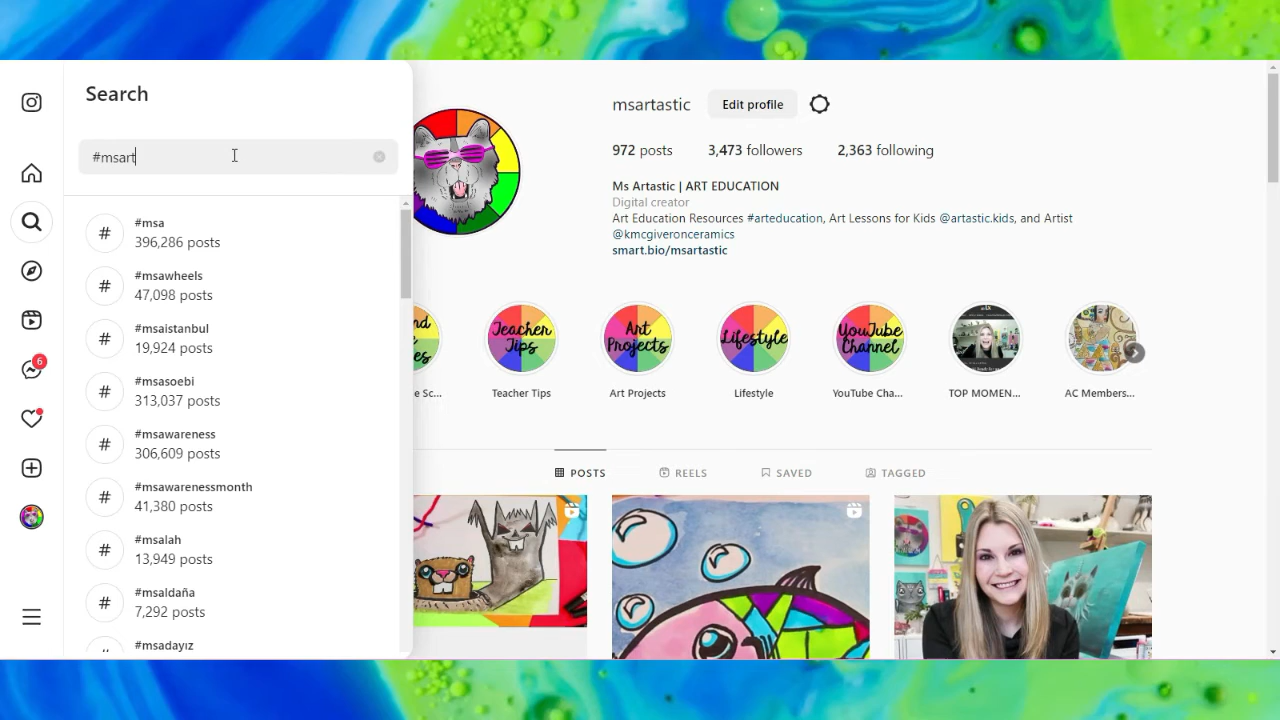 Search
#msart
#msa
396,286 posts
#msawheels
47,098 posts
#msaistanbul
19,924 posts
#msasoebi
313,037 posts
#msawareness
306,609 posts
#msawarenessmonth
41,380 posts
#msalah
13,949 posts
#msaldaña
7,292 posts
#msadayız
6
msartastic
Edit profile
972 posts 3,473 followers 2,363 following
Ms Artastic | ART EDUCATION
Digital creator
Art Education Resources #arteducation, Art Lessons for Kids @artastic.kids, and Artist
@kmcgiveronceramics
smart.bio/msartastic
Teacher
Tips
Art
Projects
Lifestyle
YouTube
Channel
e Sc... Teacher Tips Art Projects Lifestyle YouTube Cha... TOP MOMEN... AC Members...
POSTS REELS SAVED TAGGED